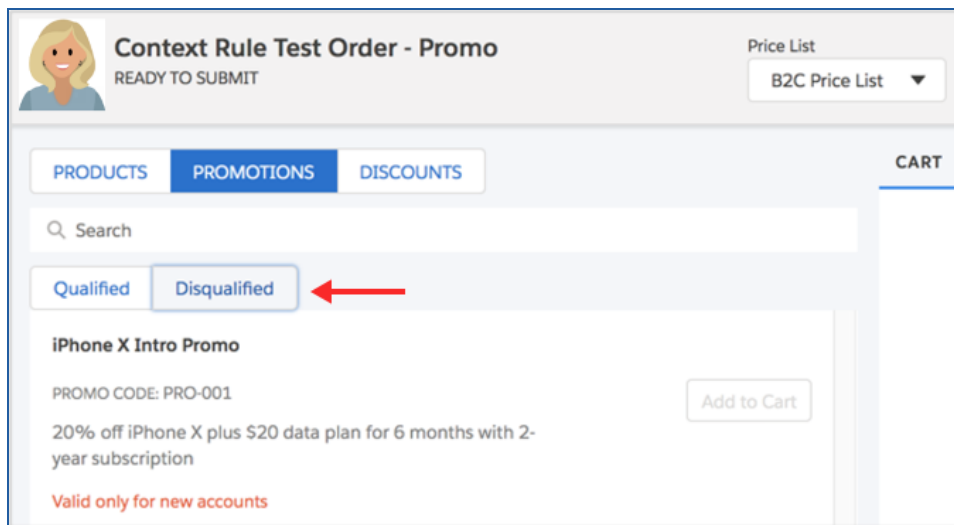 Context Rule Test Order - Promo
READY TO SUBMIT
Price List
B2C Price List
PRODUCTS PROMOTIONS DISCOUNTS
CART
Search
Qualified Disqualified
iPhone X Intro Promo
PROMO CODE: PRO-001
Add to Cart
20% off iPhone X plus $20 data plan for 6 months with 2-
year subscription
Valid only for new accounts